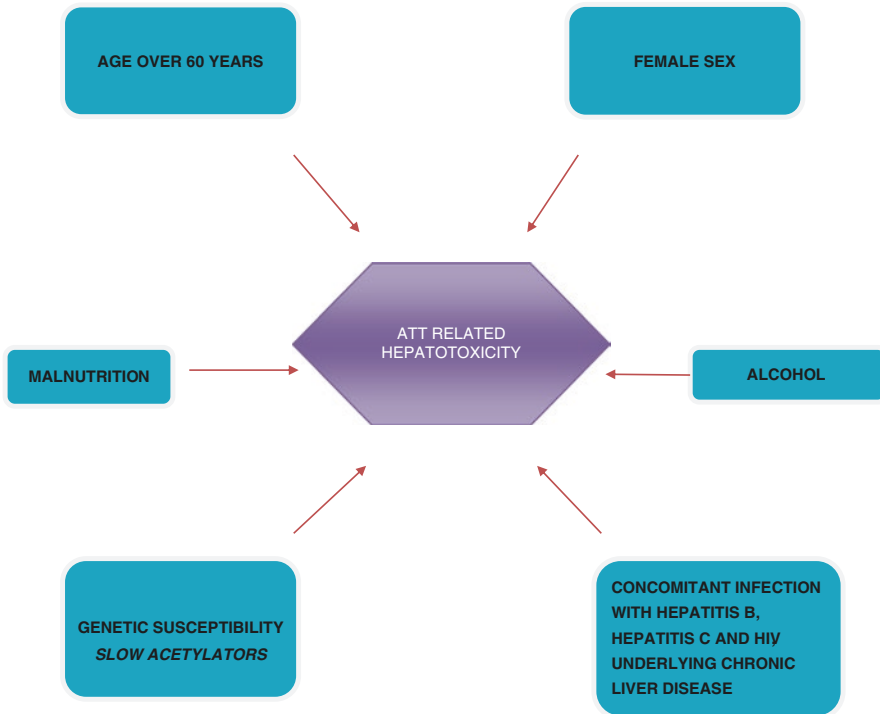 AGE OVER 60 YEARS
FEMALE SEX
ATT RELATED
HEPATOTOXICITY
MALNUTRITION
ALCOHOL
GENETIC SUSCEPTIBILITY
SLOW ACETYLATORS
CONCOMITANT INFECTION
WITH HEPATITIS B,
HEPATITIS C AND HIV,
UNDERLYING CHRONIC
LIVER DISEASE